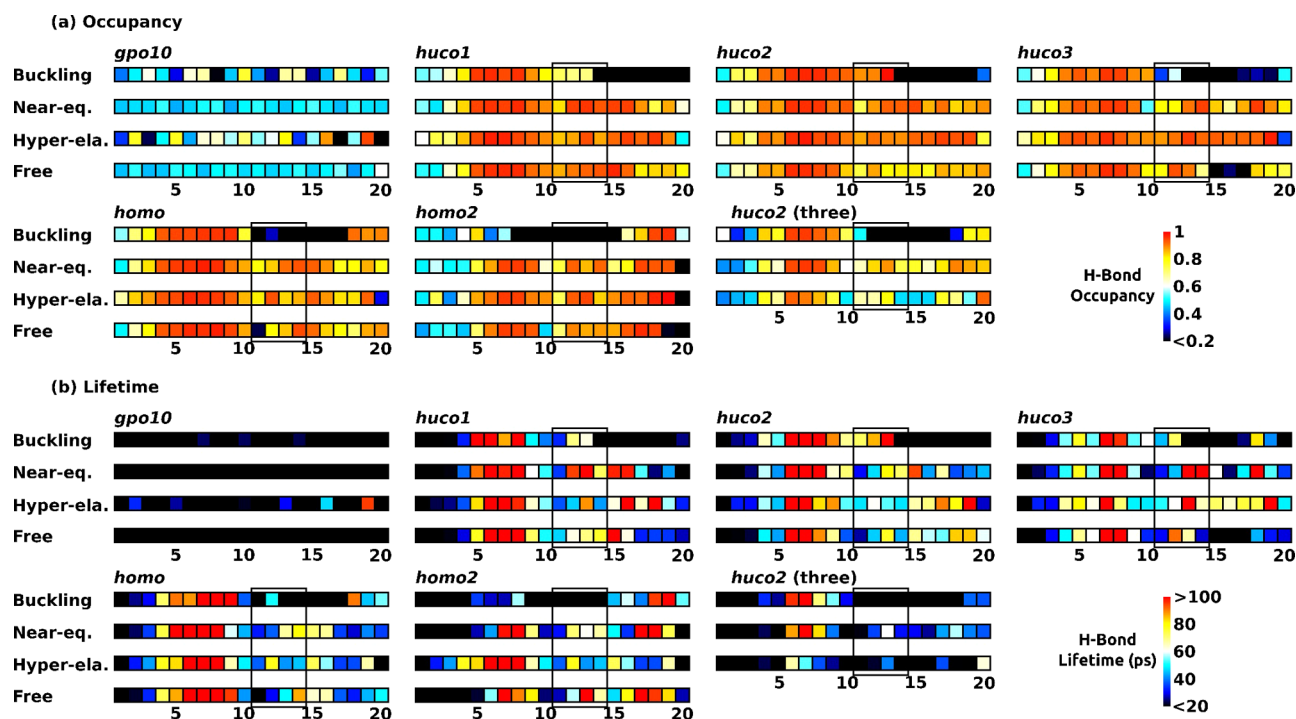 (a) Occupancy
gpo10 huco1 huco2 huco3
Buckling
Near-eq.
Hyper-ela.
Free
5 10 15 20 5 10 15 20 5 10 15 20 5 10 15 20
homo homo2 huco2 (three)
Buckling
Near-eq.
Hyper-ela.
Free
5 10 15 20 5 10 15 20 5 10 15 20
H-Bond
Occupancy
1
0.8
0.6
0.4
<0.2
(b) Lifetime
gpo10 huco1 huco2 huco3
Buckling
Near-eq.
Hyper-ela.
Free
5 10 15 20 5 10 15 20 5 10 15 20 5 10 15 20
homo homo2 huco2 (three)
Buckling
Near-eq.
Hyper-ela.
Free
5 10 15 20 5 10 15 20 5 10 15 20
H-Bond
Lifetime (ps)
>100
80
60
40
<20